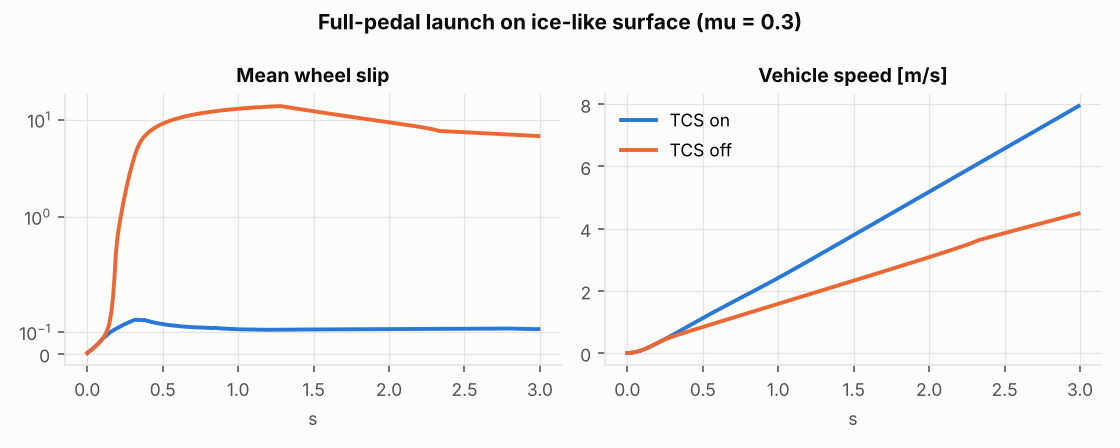 Full-pedal launch on ice-like surface (mu = 0.3)
Mean wheel slip
10¹
10⁰
10⁻¹
0
0.0 0.5 1.0 1.5 2.0 2.5 3.0
s
Vehicle speed [m/s]
TCS on
TCS off
8
6
4
2
0
0.0 0.5 1.0 1.5 2.0 2.5 3.0
s